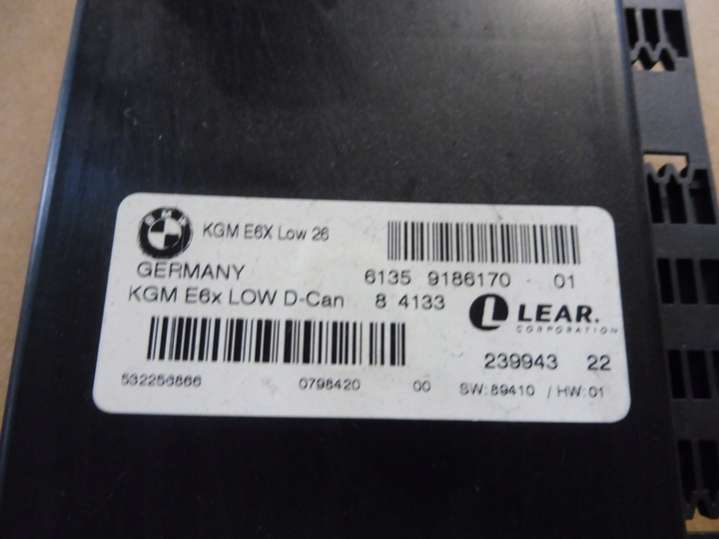 BMW
KGM E6X Low 26
GERMANY 6135 9186170 - 01
KGM E6x LOW D-Can 8 4133
L LEAR.
CORPORATION
239943 22
532256866 0798420 00 SW:89410 / HW:01